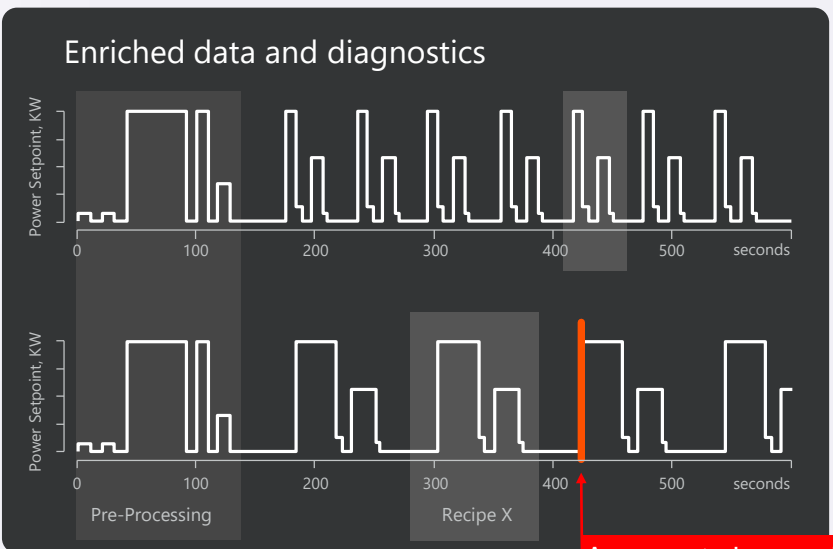 Enriched data and diagnostics
Power Setpoint, KW
0 100 200 300 400 500 seconds
Power Setpoint, KW
0 100 200 300 400 500 seconds
Pre-Processing Recipe X